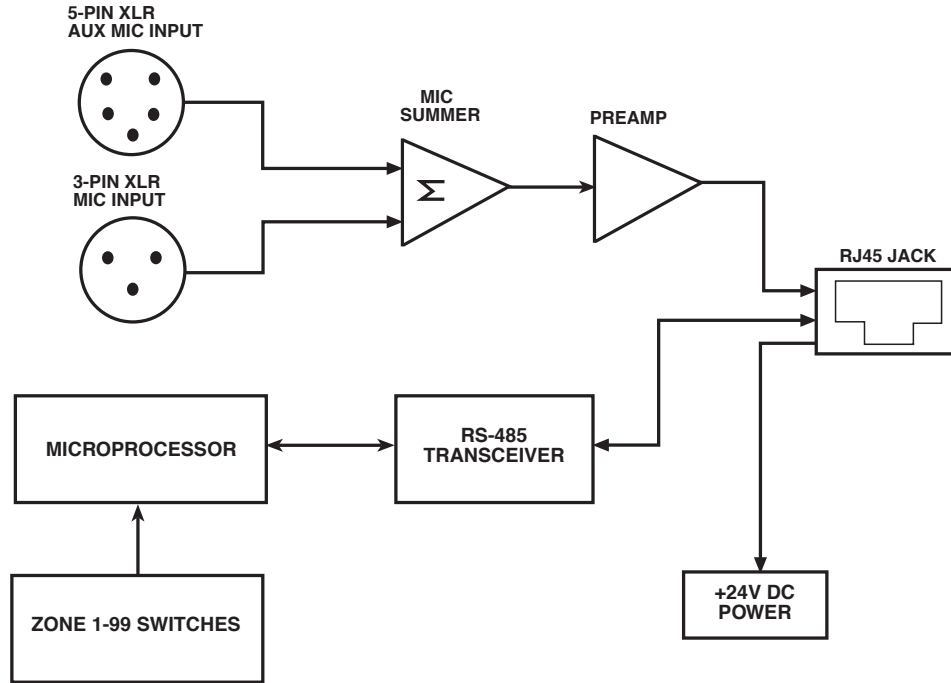 5-PIN XLR
AUX MIC INPUT
MIC
SUMMER
PREAMP
Σ
3-PIN XLR
MIC INPUT
RJ45 JACK
MICROPROCESSOR
RS-485
TRANSCEIVER
+24V DC
POWER
ZONE 1-99 SWITCHES